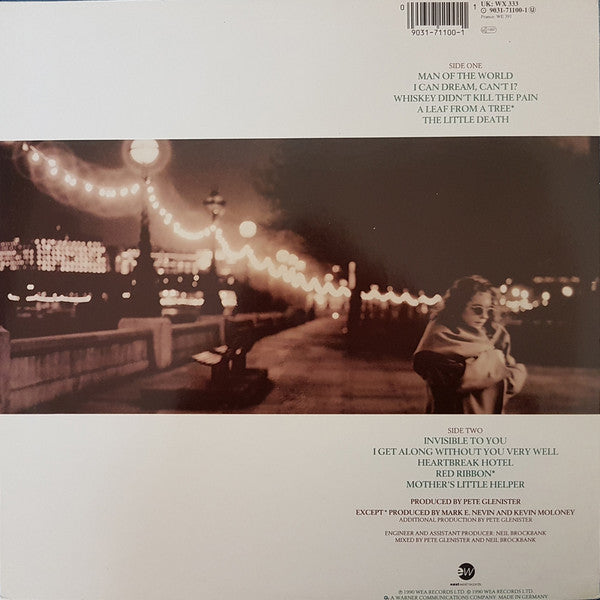 0
1
9031-71100-1
UK: WX 333
9031-71100-1
France: WE 391
SIDE ONE
MAN OF THE WORLD
I CAN DREAM, CAN'T I?
WHISKEY DIDN'T KILL THE PAIN
A LEAF FROM A TREE*
THE LITTLE DEATH
SIDE TWO
INVISIBLE TO YOU
I GET ALONG WITHOUT YOU VERY WELL
HEARTBREAK HOTEL
RED RIBBON*
MOTHER'S LITTLE HELPER
PRODUCED BY PETE GLENISTER
EXCEPT* PRODUCED BY MARK E. NEVIN AND KEVIN MOLONEY
ADDITIONAL PRODUCTION BY PETE GLENISTER
ENGINEER AND ASSISTANT PRODUCER: NEIL BROCKBANK
MIXED BY PETE GLENISTER AND NEIL BROCKBANK
ew
eastwest records
℗ 1990 WEA RECORDS LTD. © 1990 WEA RECORDS LTD.
A WARNER COMMUNICATIONS COMPANY. MADE IN GERMANY.